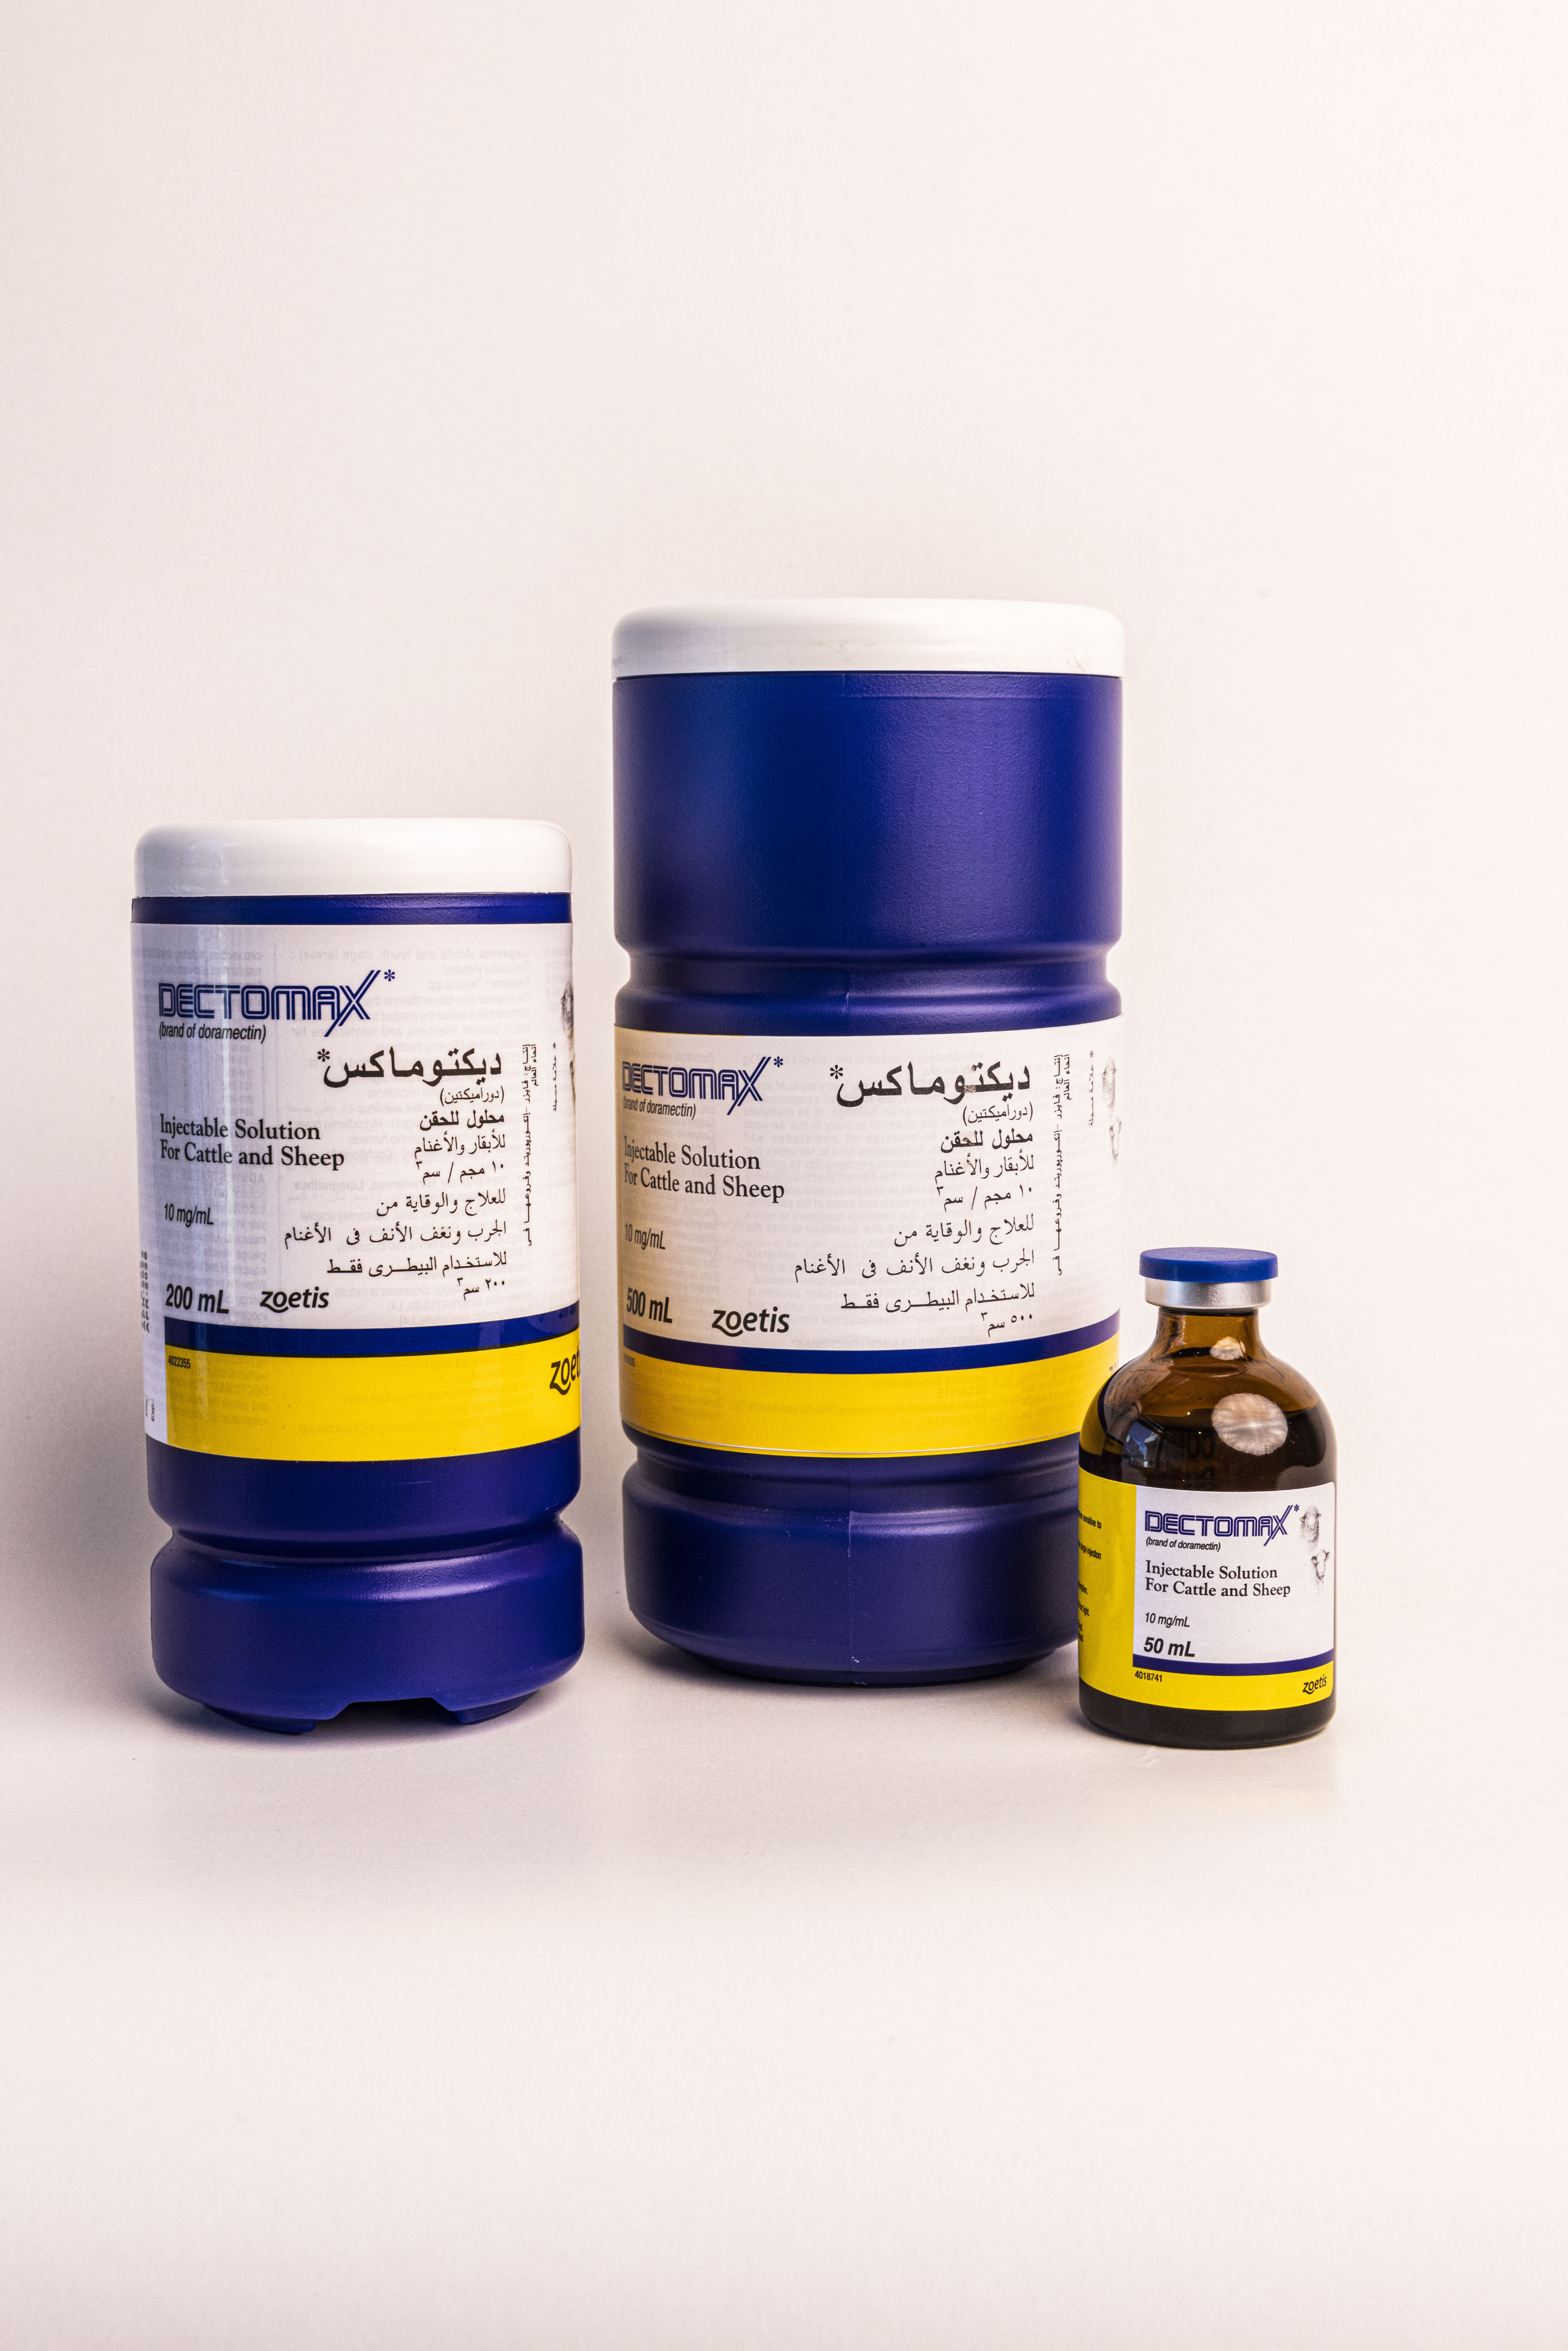 DECTOMAX*
(brand of doramectin)
ديكتوماكس*
(دوراميكتين)
محلول للحقن
للأبقار والأغنام
١٠ مجم / سم٣
للعلاج والوقاية من
الجرب ونغف الأنف فى الأغنام
للاستخدام البيطرى فقط
٢٠٠ سم٣
Injectable Solution
For Cattle and Sheep
10 mg/mL
200 mL
zoetis
4022355
DECTOMAX*
(brand of doramectin)
ديكتوماكس*
(دوراميكتين)
محلول للحقن
للأبقار والأغنام
١٠ مجم / سم٣
للعلاج والوقاية من
الجرب ونغف الأنف فى الأغنام
للاستخدام البيطرى فقط
٥٠٠ سم٣
Injectable Solution
For Cattle and Sheep
10 mg/mL
500 mL
zoetis
DECTOMAX*
(brand of doramectin)
Injectable Solution
For Cattle and Sheep
10 mg/mL
50 mL
4018741
zoetis